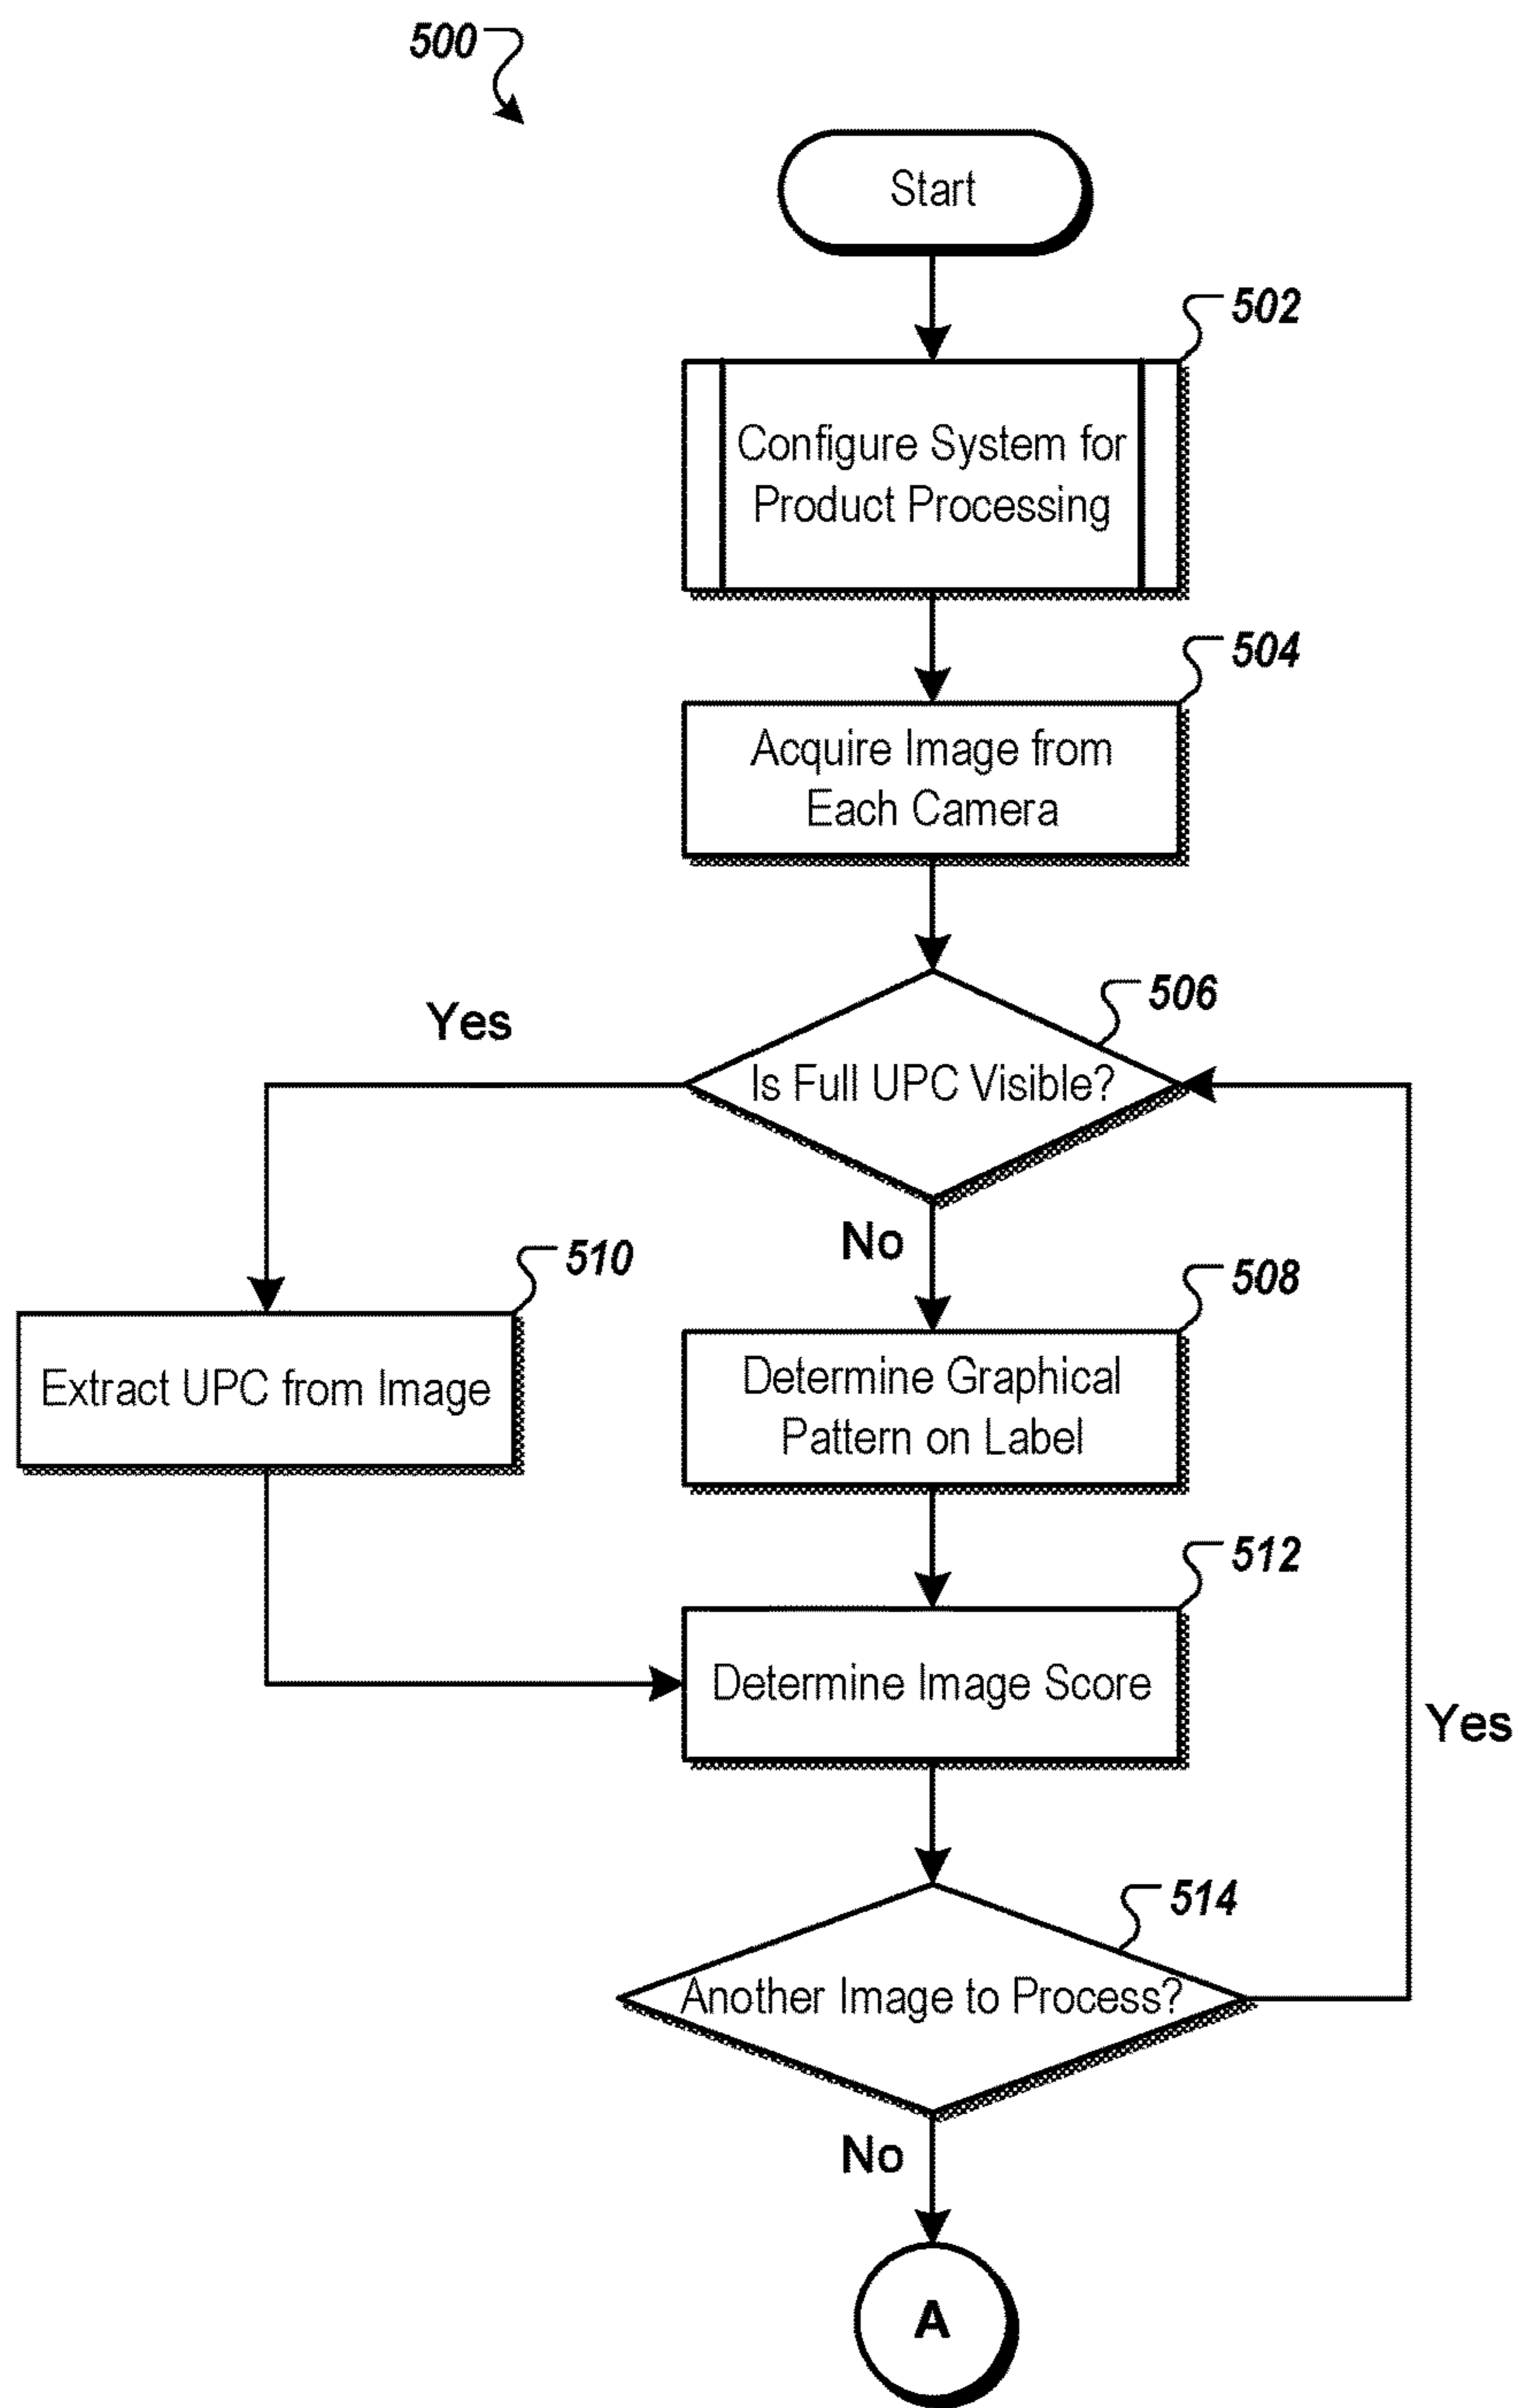 500
Start
502
Configure System for
Product Processing
504
Acquire Image from
Each Camera
506
Yes
Is Full UPC Visible?
No
510
508
Extract UPC from Image
Determine Graphical
Pattern on Label
512
Determine Image Score
Yes
514
Another Image to Process?
No
A